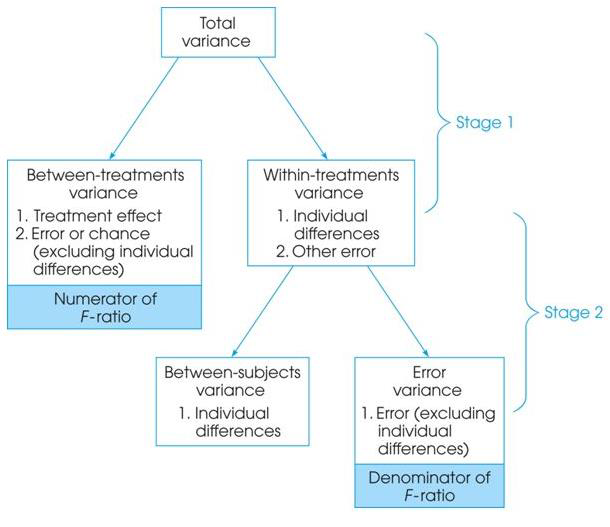 Total
variance
Stage 1
Between-treatments
variance
1. Treatment effect
2. Error or chance
(excluding individual
differences)
Numerator of
F-ratio
Within-treatments
variance
1. Individual
differences
2. Other error
Stage 2
Between-subjects
variance
1. Individual
differences
Error
variance
1. Error (excluding
individual
differences)
Denominator of
F-ratio